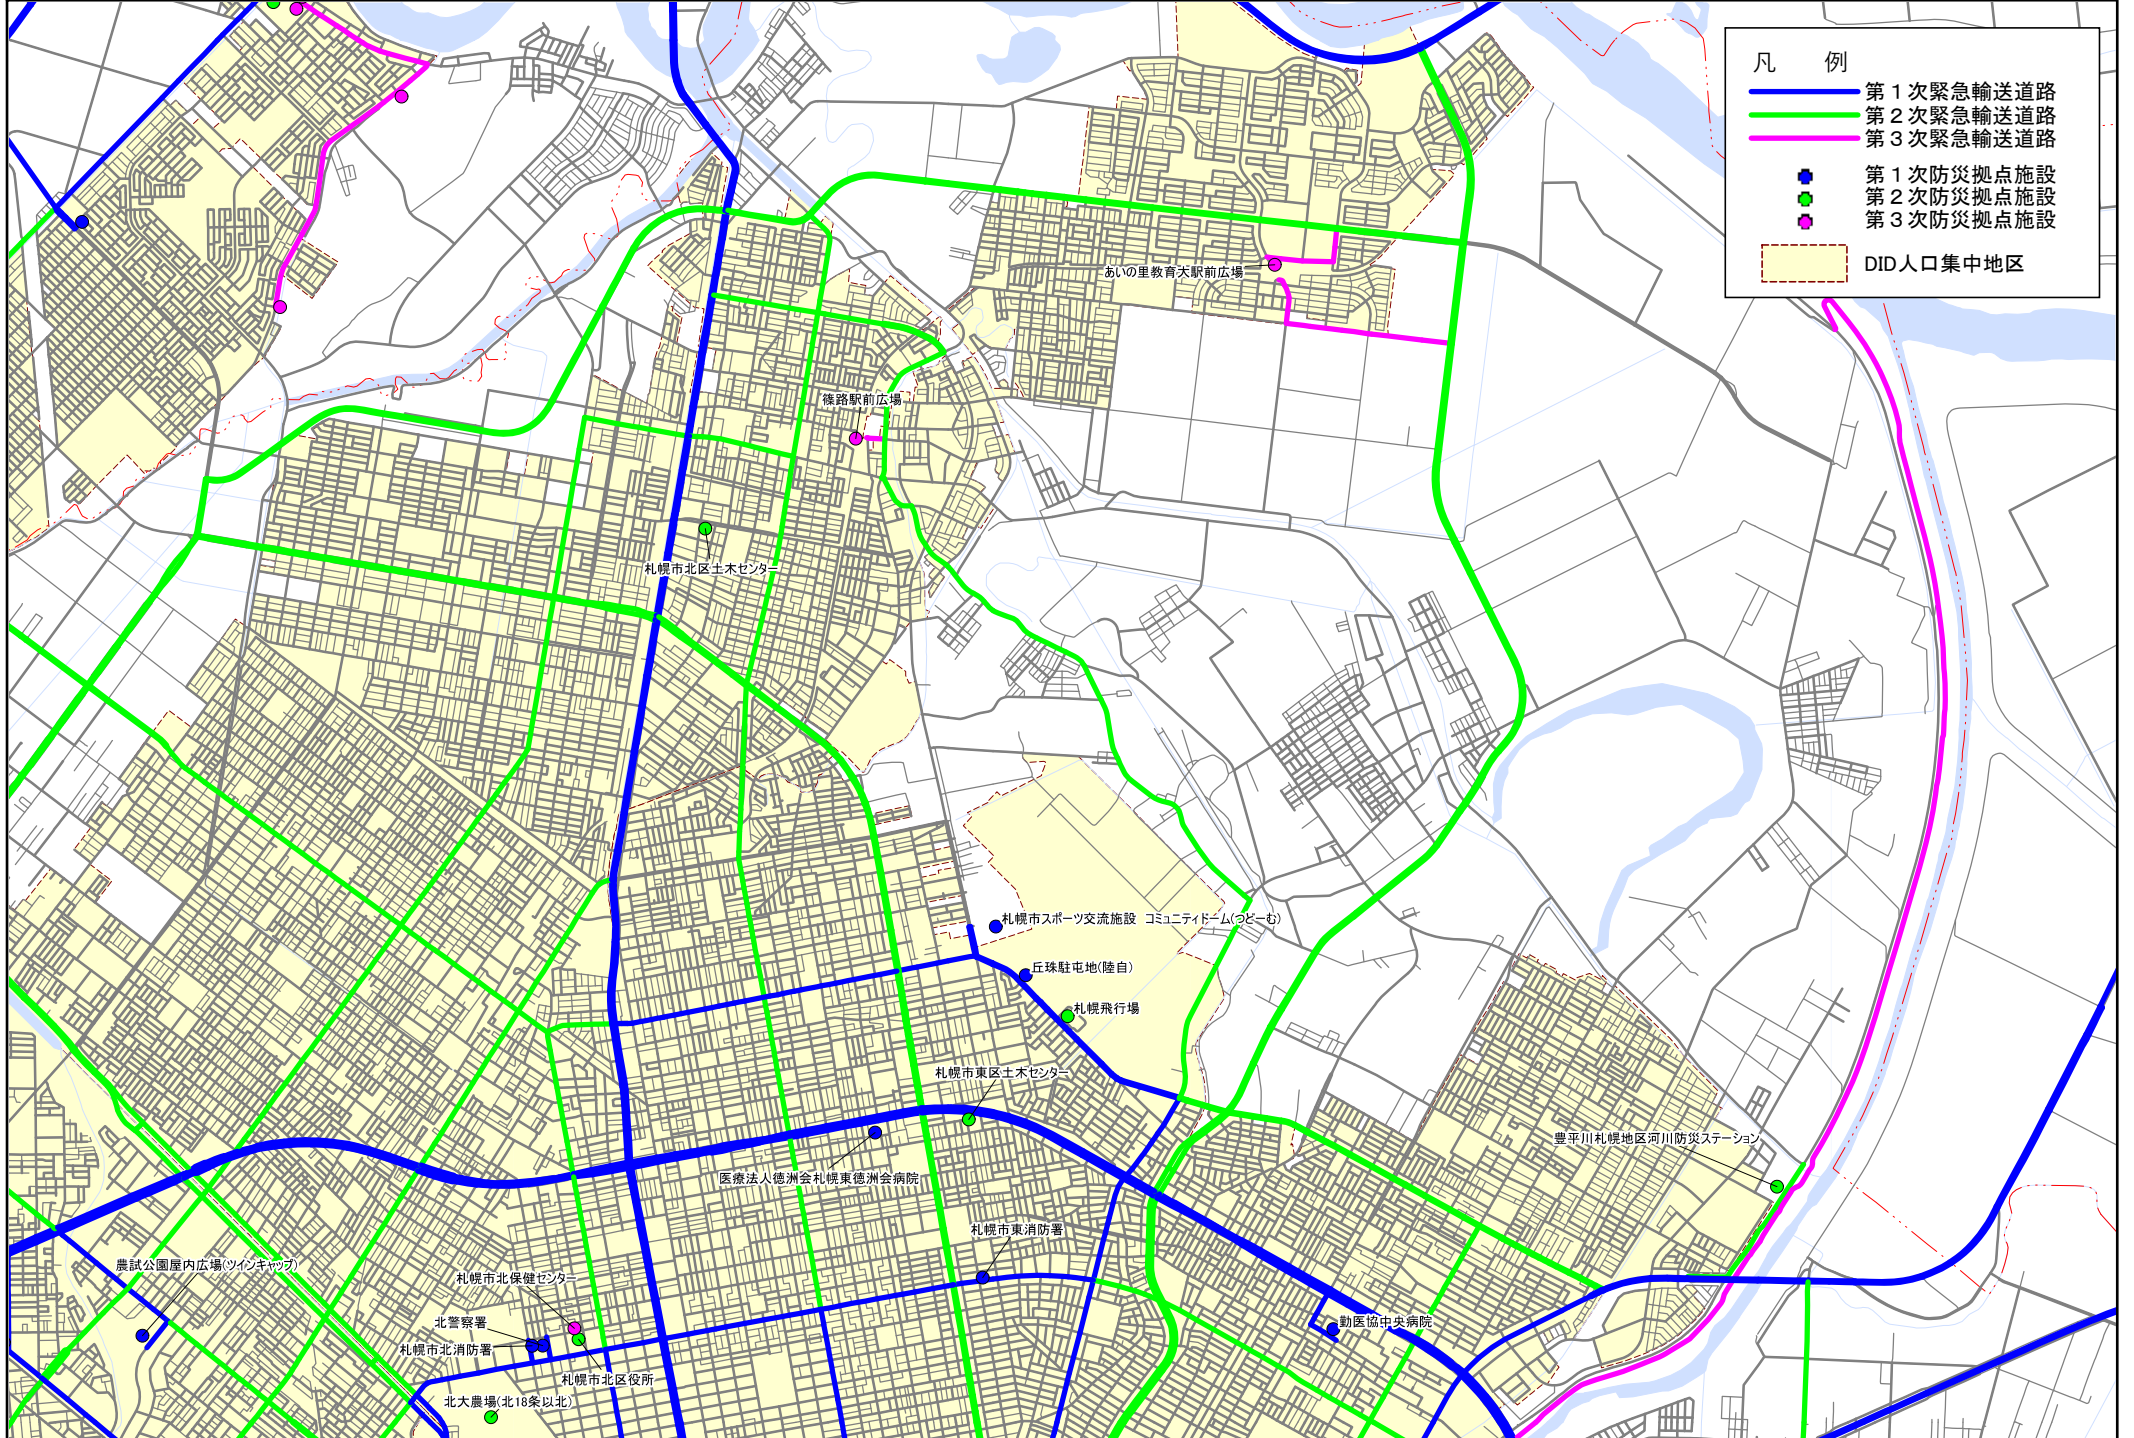 凡　例
第１次緊急輸送道路
第２次緊急輸送道路
第３次緊急輸送道路
第１次防災拠点施設
第２次防災拠点施設
第３次防災拠点施設
DID人口集中地区
あいの里教育大駅前広場
篠路駅前広場
札幌市北区土木センター
札幌市スポーツ交流施設　コミュニティドーム(つどーむ)
丘珠駐屯地(陸自)
札幌飛行場
札幌市東区土木センター
豊平川札幌地区河川防災ステーション
医療法人徳洲会札幌東徳洲会病院
札幌市東消防署
農試公園屋内広場(ツインキャップ)
札幌市北保健センター
北警察署
勤医協中央病院
札幌市北消防署
札幌市北区役所
北大農場(北18条以北)